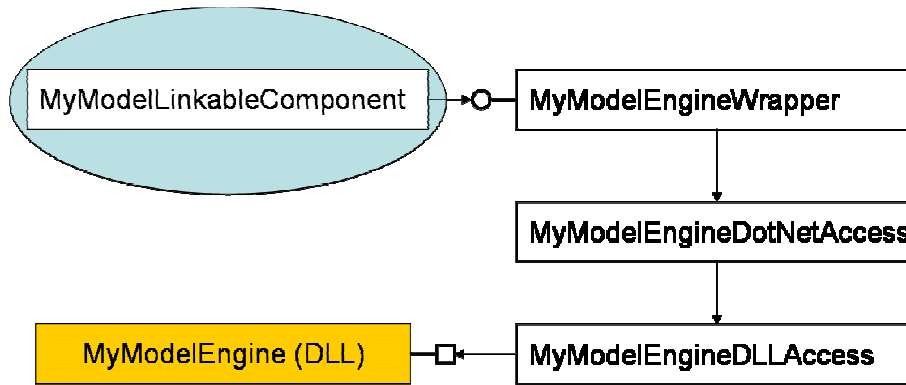 MyModelLinkableComponent
MyModelEngineWrapper
MyModelEngineDotNetAccess
MyModelEngine (DLL)
MyModelEngineDLLAccess